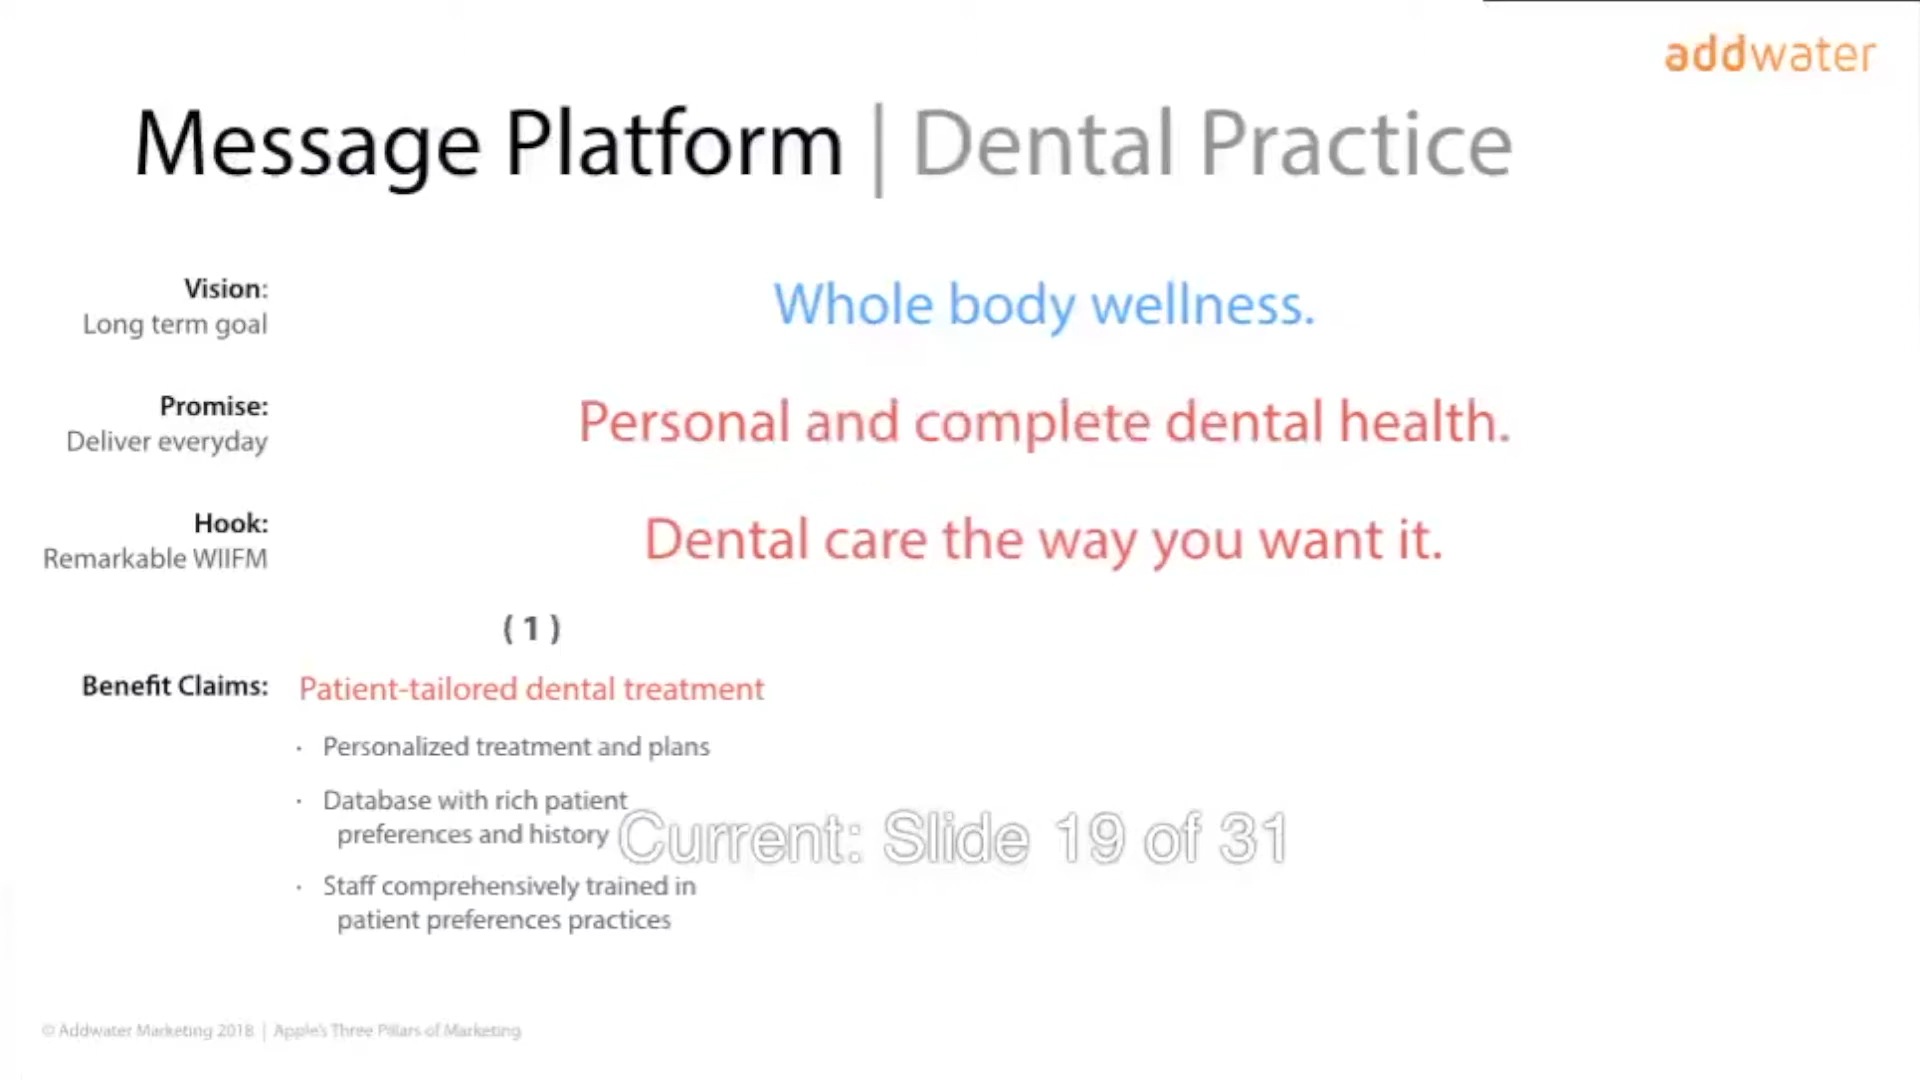 addwater
Message Platform | Dental Practice
Vision:
Long term goal
Whole body wellness.
Promise:
Deliver everyday
Personal and complete dental health.
Hook:
Remarkable WIIFM
Dental care the way you want it.
( 1 )
Benefit Claims:
Patient-tailored dental treatment
· Personalized treatment and plans
· Database with rich patient
preferences and history
Current: Slide 19 of 31
· Staff comprehensively trained in
patient preferences practices
© Addwater Marketing 2018 | Apple's Three Pillars of Marketing